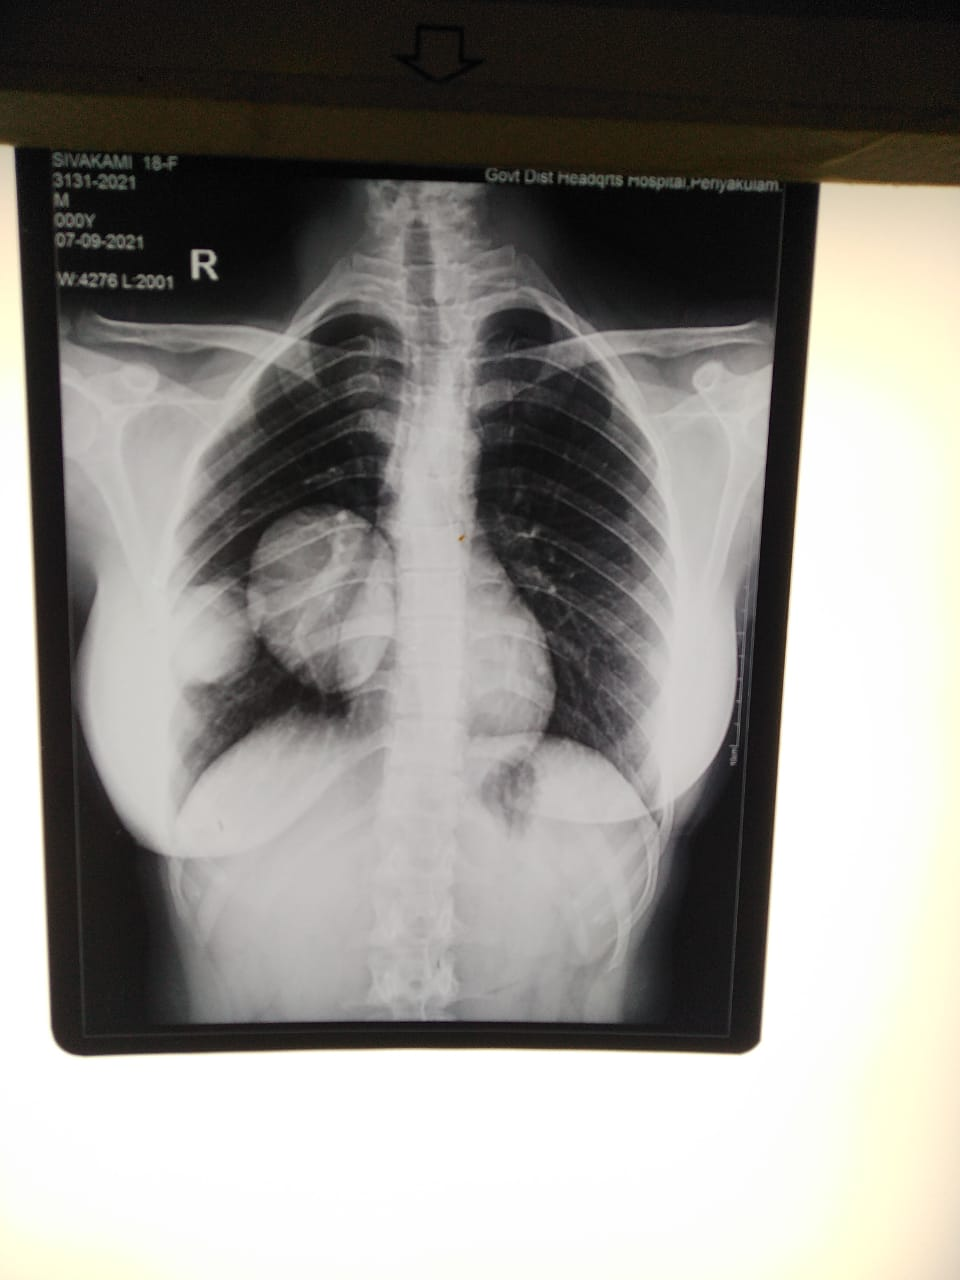 SIVAKAMI 18-F
3131-2021
M
000Y
07-09-2021
W:4276 L:2001
R
Govt Dist Headqrts Hospital,Periyakulam.